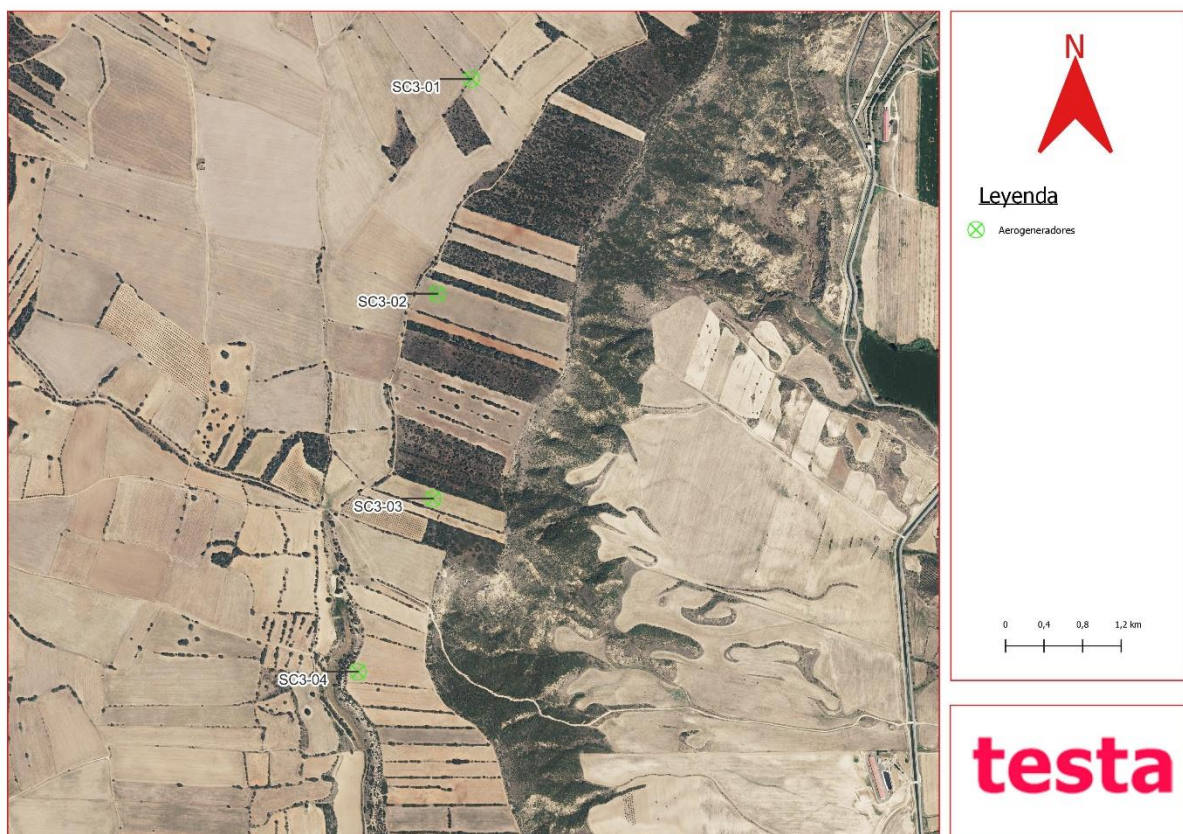 SC3-01
SC3-02
SC3-03
SC3-04
N
Leyenda
Aerogeneradores
0 0,4 0,8 1,2 km
testa